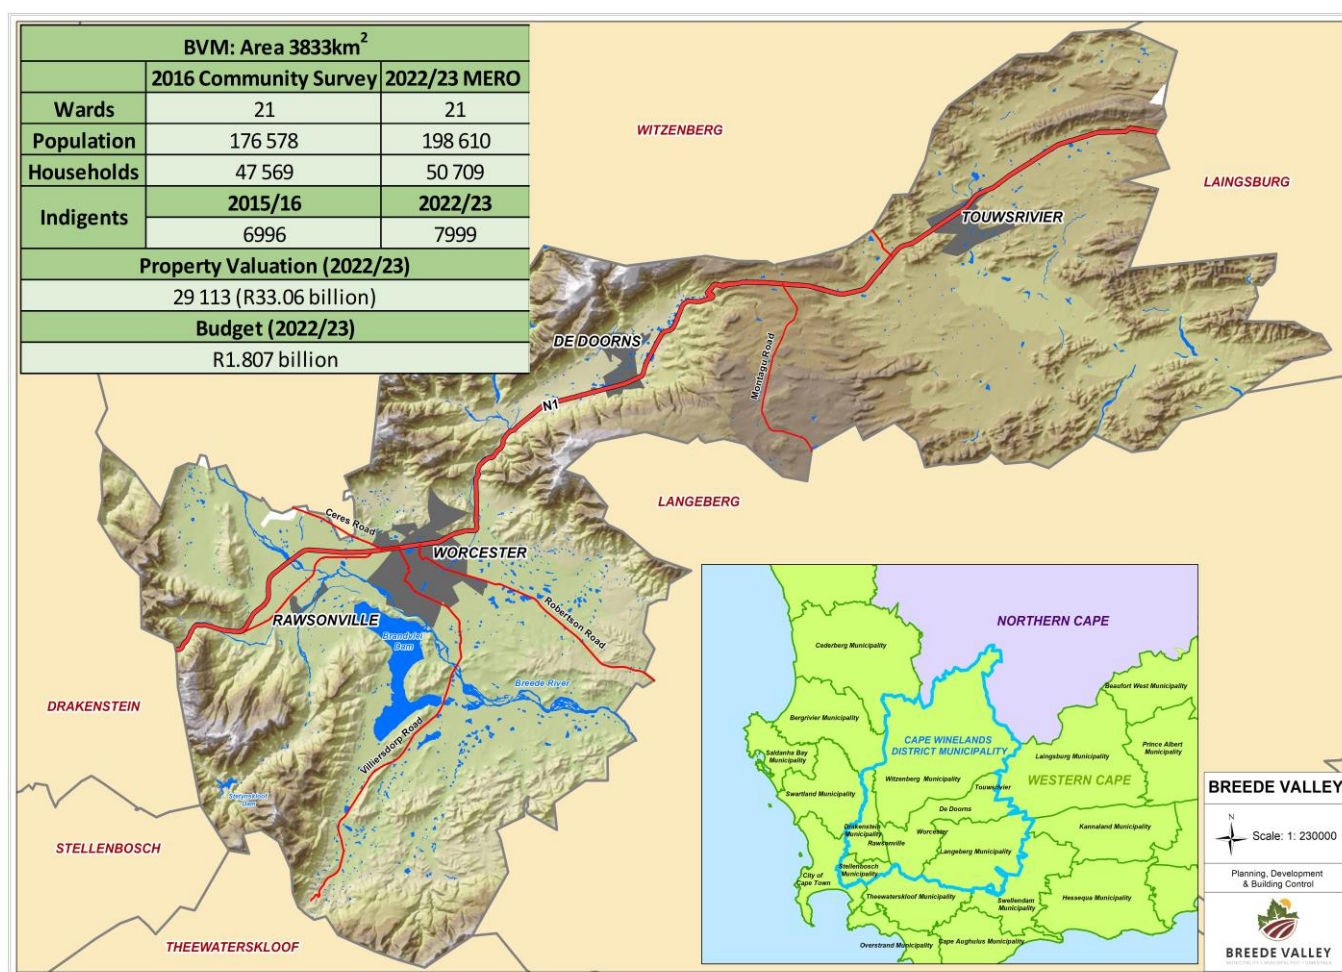 BVM: Area 3833km²
2016 Community Survey 2022/23 MERO
Wards 21 21
Population 176 578 198 610
Households 47 569 50 709
Indigents 2015/16 2022/23
6996 7999
Property Valuation (2022/23)
29 113 (R33.06 billion)
Budget (2022/23)
R1.807 billion
WITZENBERG
LAINGSBURG
TOUWSRIVIER
DE DOORNS
Montagu Road
N1
LANGEBERG
Ceres Road
WORCESTER
RAWSONVILLE
Robertson Road
Brandvlei
Dam
Breede River
DRAKENSTEIN
Villiersdorp Road
Stettynskloof
Dam
STELLENBOSCH
THEEWATERSKLOOF
NORTHERN CAPE
Cederberg Municipality
Beaufort West Municipality
Bergrivier Municipality
CAPE WINELANDS
DISTRICT MUNICIPALITY
Laingsburg Municipality
Prince Albert
Municipality
Saldanha Bay
Municipality
Witzenberg Municipality
WESTERN CAPE
Swartland Municipality
Touwsrivier
De Doorns
Drakenstein
Municipality
Worcester
Kannaland Municipality
Rawsonville
Langeberg Municipality
Stellenbosch
Municipality
City of
Cape Town
Theewaterskloof Municipality
Swellendam
Municipality
Hessequa Municipality
Overstrand Municipality
Cape Aughulus Municipality
BREEDE VALLEY
N
Scale: 1: 230000
Planning, Development
& Building Control
BREEDE VALLEY